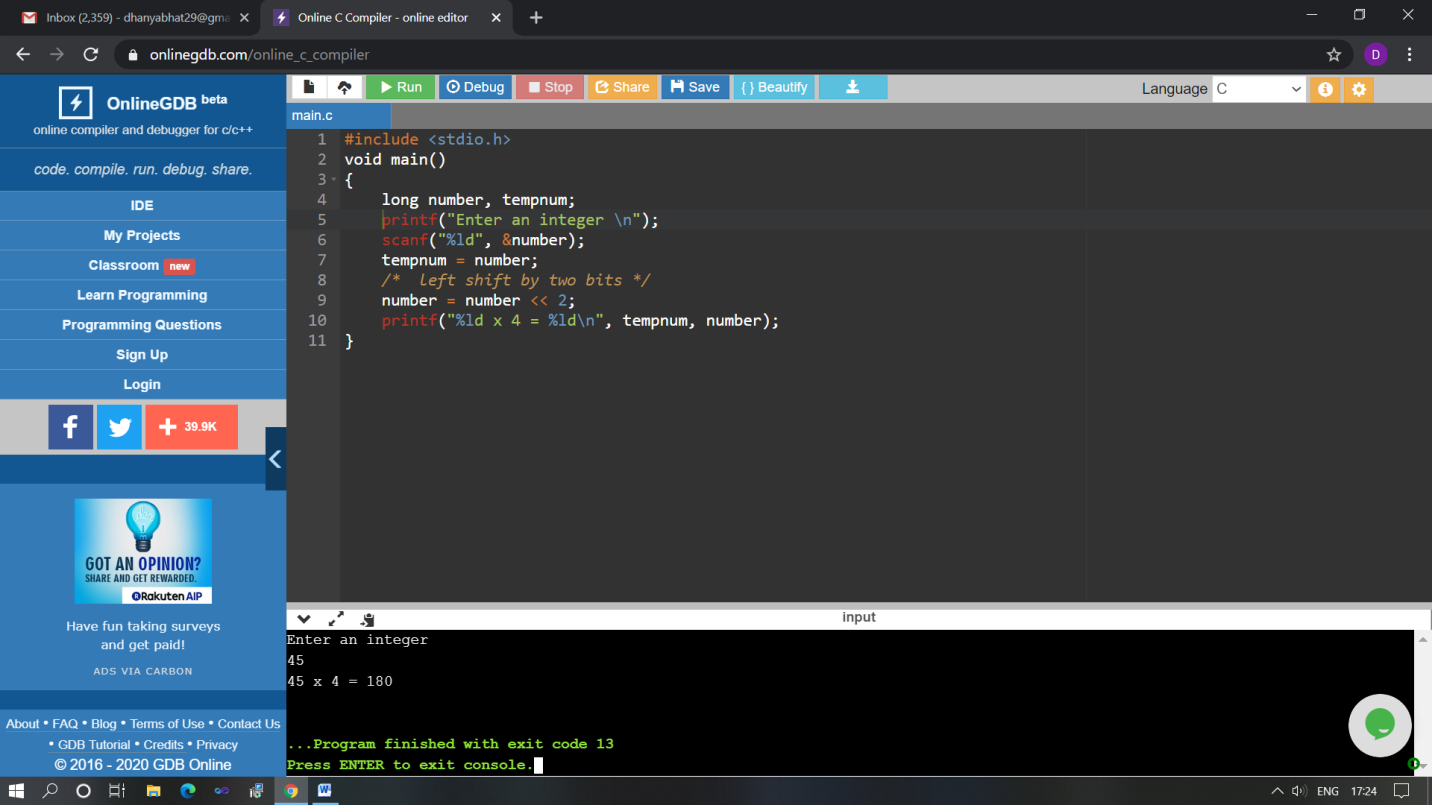 Inbox (2,359) - dhanyabhat29@gma
Online C Compiler - online editor
onlinegdb.com/online_c_compiler
D
OnlineGDB beta
online compiler and debugger for c/c++
code. compile. run. debug. share.
IDE
My Projects
Classroom new
Learn Programming
Programming Questions
Sign Up
Login
39.9K
GOT AN OPINION?
SHARE AND GET REWARDED.
Rakuten AIP
Have fun taking surveys
and get paid!
ADS VIA CARBON
About • FAQ • Blog • Terms of Use • Contact Us
• GDB Tutorial • Credits • Privacy
© 2016 - 2020 GDB Online
Run Debug Stop Share Save { } Beautify
Language C
main.c
1 #include <stdio.h>
2 void main()
3 {
4 long number, tempnum;
5 printf("Enter an integer \n");
6 scanf("%ld", &number);
7 tempnum = number;
8 /*  left shift by two bits */
9 number = number << 2;
10 printf("%ld x 4 = %ld\n", tempnum, number);
11 }
input
Enter an integer
45
45 x 4 = 180
...Program finished with exit code 13
Press ENTER to exit console.
ENG 17:24